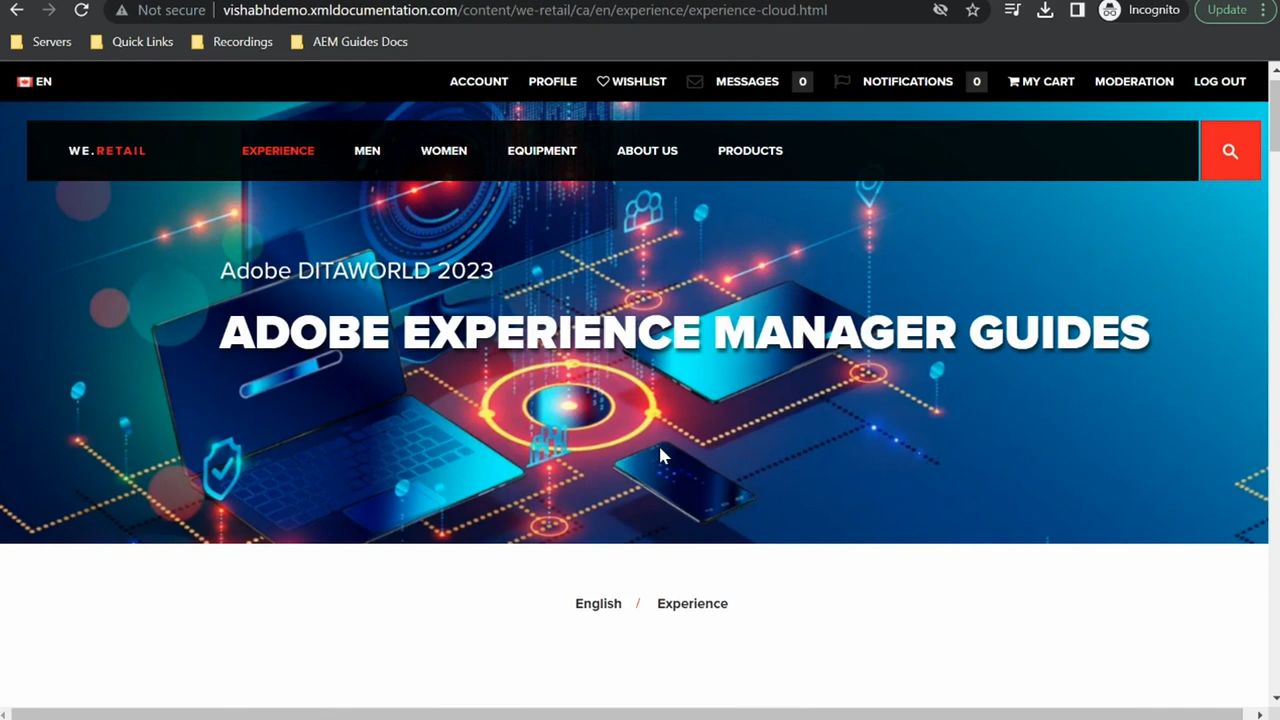 Not secure
vishabhdemo.xmldocumentation.com/content/we-retail/ca/en/experience/experience-cloud.html
Incognito
Update
Servers
Quick Links
Recordings
AEM Guides Docs
EN
ACCOUNT
PROFILE
WISHLIST
MESSAGES
0
NOTIFICATIONS
0
MY CART
MODERATION
LOG OUT
WE.RETAIL
EXPERIENCE
MEN
WOMEN
EQUIPMENT
ABOUT US
PRODUCTS
Adobe DITAWORLD 2023
ADOBE EXPERIENCE MANAGER GUIDES
English / Experience